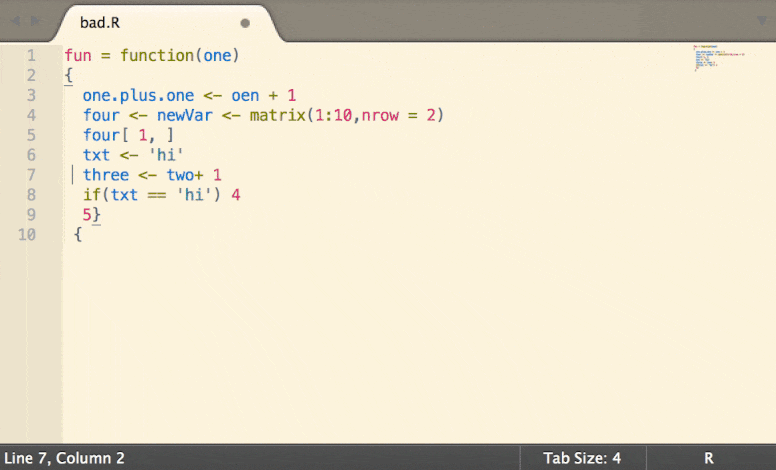 bad.R
1 fun = function(one)
2 {
3 one.plus.one <- oen + 1
4 four <- newVar <- matrix(1:10,nrow = 2)
5 four[ 1, ]
6 txt <- 'hi'
7 three <- two+ 1
8 if(txt == 'hi') 4
9 5}
10 {
Line 7, Column 2 Tab Size: 4 R